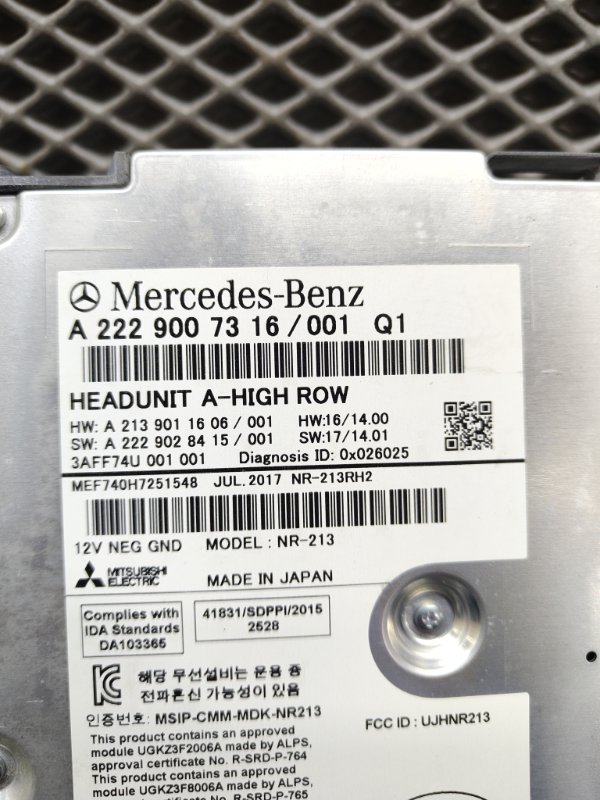 Mercedes-Benz
A 222 900 73 16/001 Q1
HEADUNIT A-HIGH ROW
HW: A 213 901 16 06/001 HW:16/14.00
SW: A 222 902 84 15/001 SW:17/14.01
3AFF74U 001 001 Diagnosis ID: 0x026025
MEF740H7251548 JUL.2017 NR-213RH2
12V NEG GND MODEL: NR-213
MITSUBISHI ELECTRIC MADE IN JAPAN
Complies with
IDA Standards
DA103365
41831/SDPPI/2015
2528
해당 무선설비는 운용 중
전파혼신 가능성이 있음
인증번호: MSIP-CMM-MDK-NR213
FCC ID : UJHNR213
This product contains an approved
module UGKZ3F2006A made by ALPS,
approval certificate No. R-SRD-P-764
This product contains an approved
module UGKZ3F8006A made by ALPS,
certificate No. R-SRD-P-765